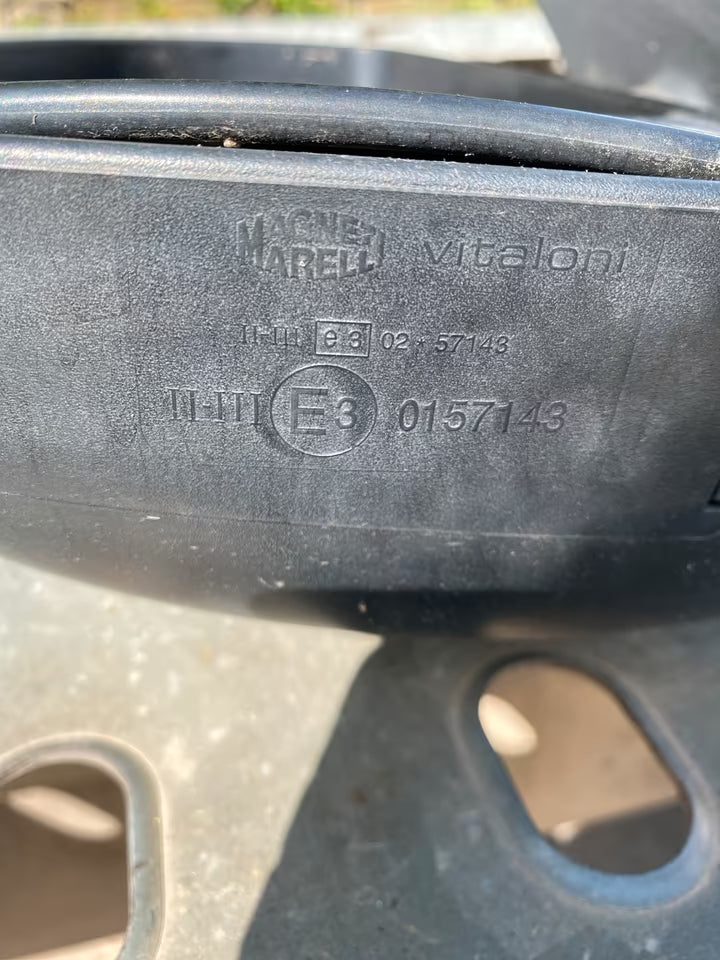 MAGNETI vitaloni
MARELLI
II-III e3 02 * 57143
II-III E3 0157143